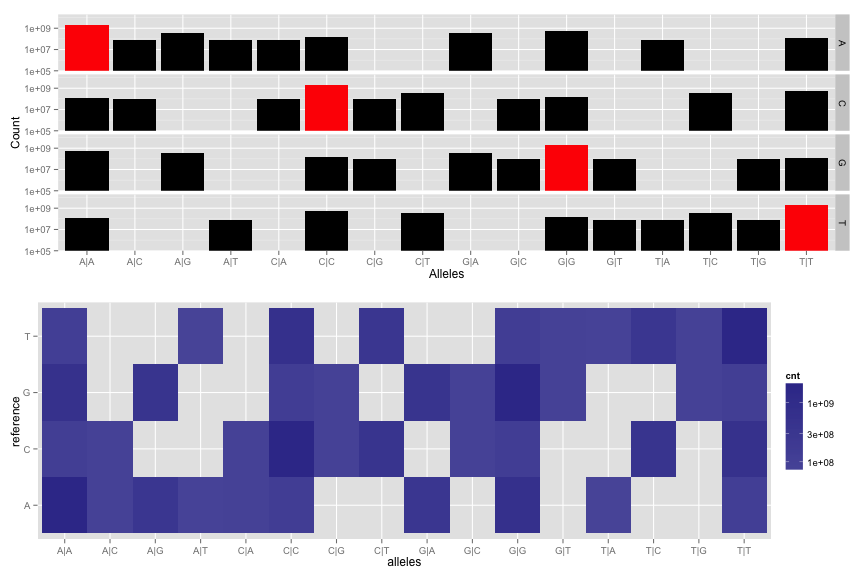 1e+09
1e+07
1e+05
A
1e+09
1e+07
1e+05
C
1e+09
1e+07
1e+05
G
1e+09
1e+07
1e+05
T
Count
A|A A|C A|G A|T C|A C|C C|G C|T G|A G|C G|G G|T T|A T|C T|G T|T
Alleles
T
G
C
A
reference
A|A A|C A|G A|T C|A C|C C|G C|T G|A G|C G|G G|T T|A T|C T|G T|T
alleles
cnt
1e+09
3e+08
1e+08